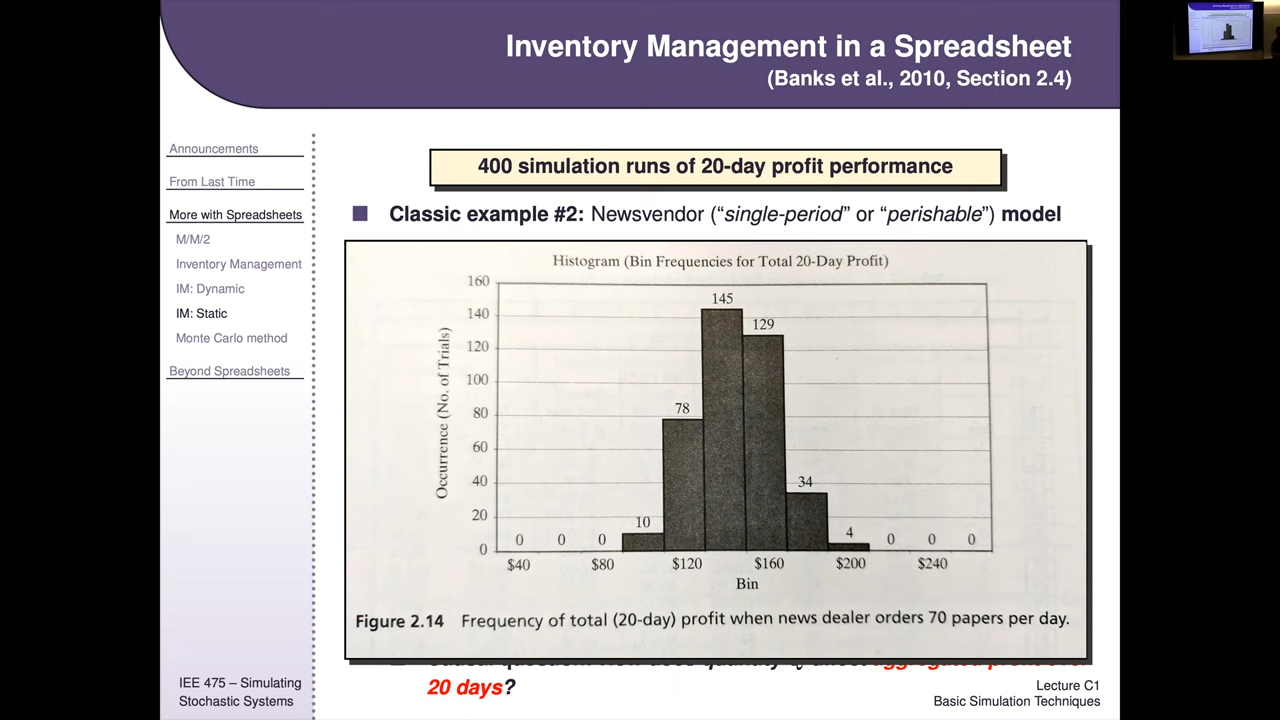 Inventory Management in a Spreadsheet
(Banks et al., 2010, Section 2.4)
Announcements
From Last Time
More with Spreadsheets
M/M/2
Inventory Management
IM: Dynamic
IM: Static
Monte Carlo method
Beyond Spreadsheets
400 simulation runs of 20-day profit performance
Classic example #2: Newsvendor (“single-period” or “perishable”) model
Histogram (Bin Frequencies for Total 20-Day Profit)
Occurrence (No. of Trials)
160
140
120
100
80
60
40
20
0
0 0 0 10 78 145 129 34 4 0 0 0
$40 $80 $120 $160 $200 $240
Bin
Figure 2.14 Frequency of total (20-day) profit when news dealer orders 70 papers per day.
20 days?
IEE 475 – Simulating
Stochastic Systems
Lecture C1
Basic Simulation Techniques